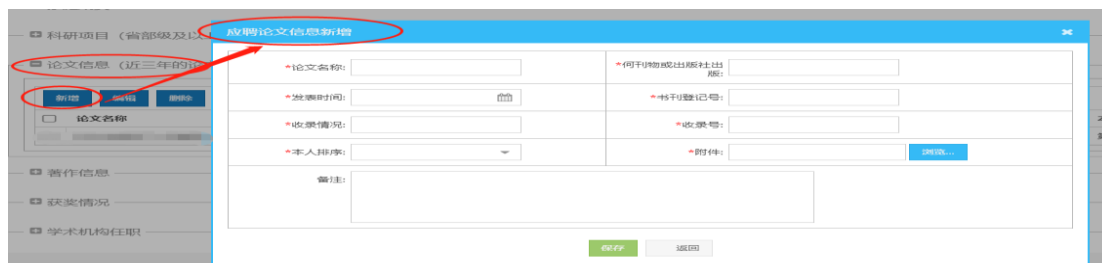 科研项目（省部级及以
应聘论文信息新增
论文信息（近三年的论
*论文名称:
*何刊物或出版社出版:
新增 编辑 删除
*发表时间:
*书刊登记号:
论文名称
*收录情况:
*收录号:
*本人排序:
*附件:
浏览...
著作信息
备注:
获奖情况
学术机构任职
保存 返回